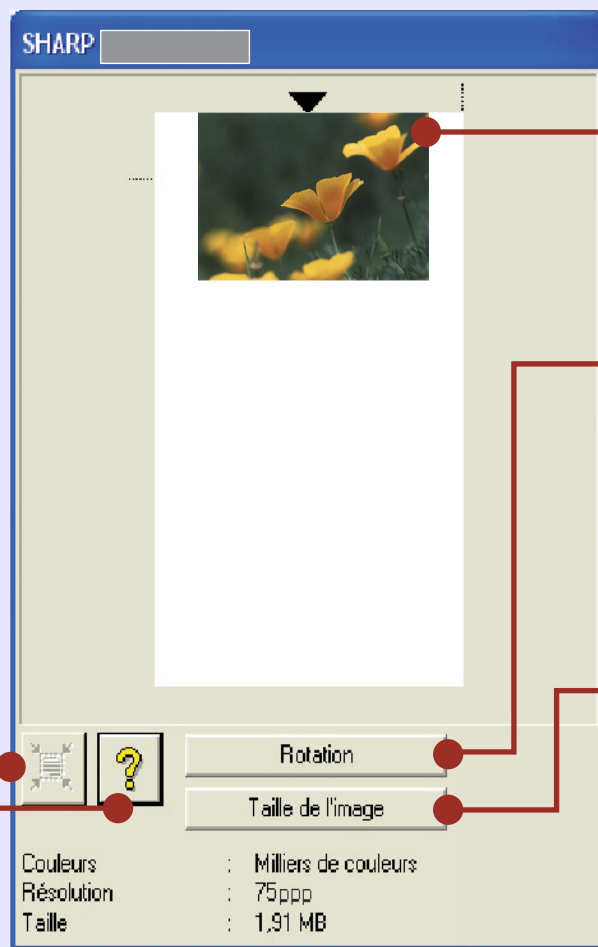 SHARP
?
Rotation
Taille de l'image
Couleurs : Milliers de couleurs
Résolution : 75ppp
Taille : 1,91 MB